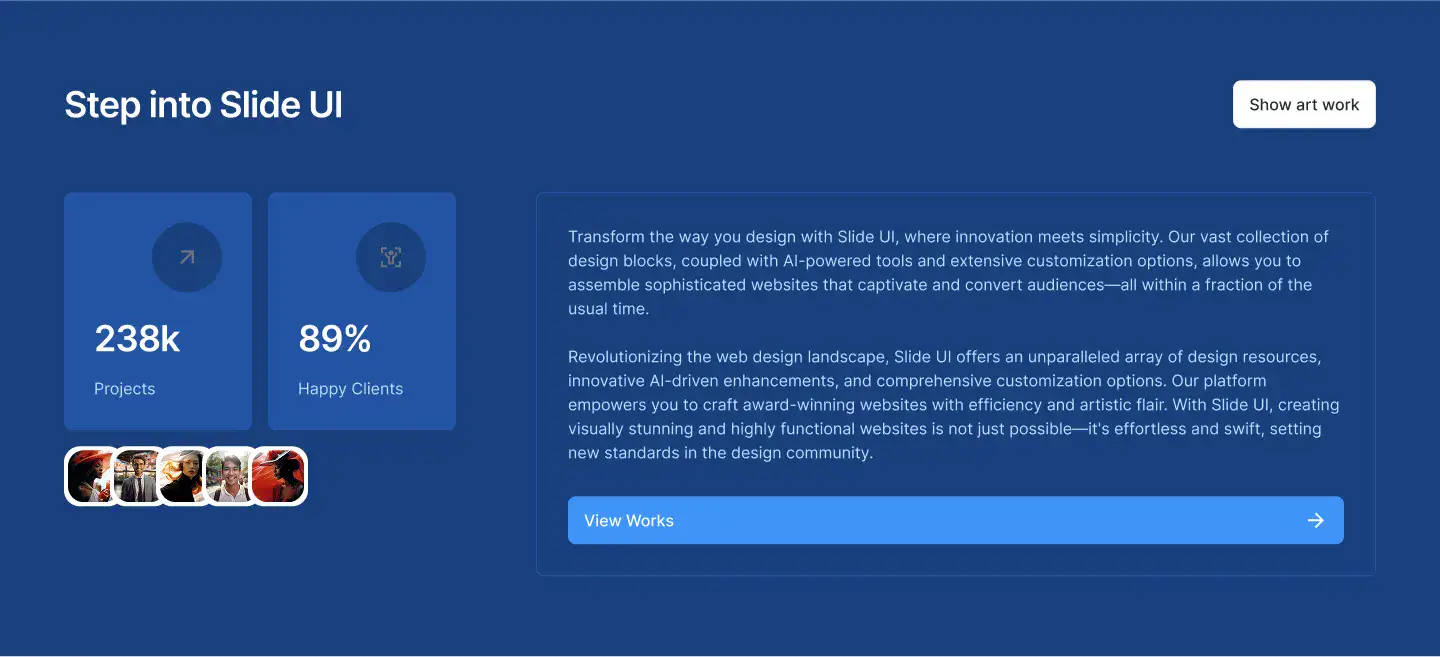 Step into Slide UI
Show art work
238k
Projects
89%
Happy Clients
Transform the way you design with Slide UI, where innovation meets simplicity. Our vast collection of
design blocks, coupled with AI-powered tools and extensive customization options, allows you to
assemble sophisticated websites that captivate and convert audiences—all within a fraction of the
usual time.
Revolutionizing the web design landscape, Slide UI offers an unparalleled array of design resources,
innovative AI-driven enhancements, and comprehensive customization options. Our platform
empowers you to craft award-winning websites with efficiency and artistic flair. With Slide UI, creating
visually stunning and highly functional websites is not just possible—it's effortless and swift, setting
new standards in the design community.
View Works